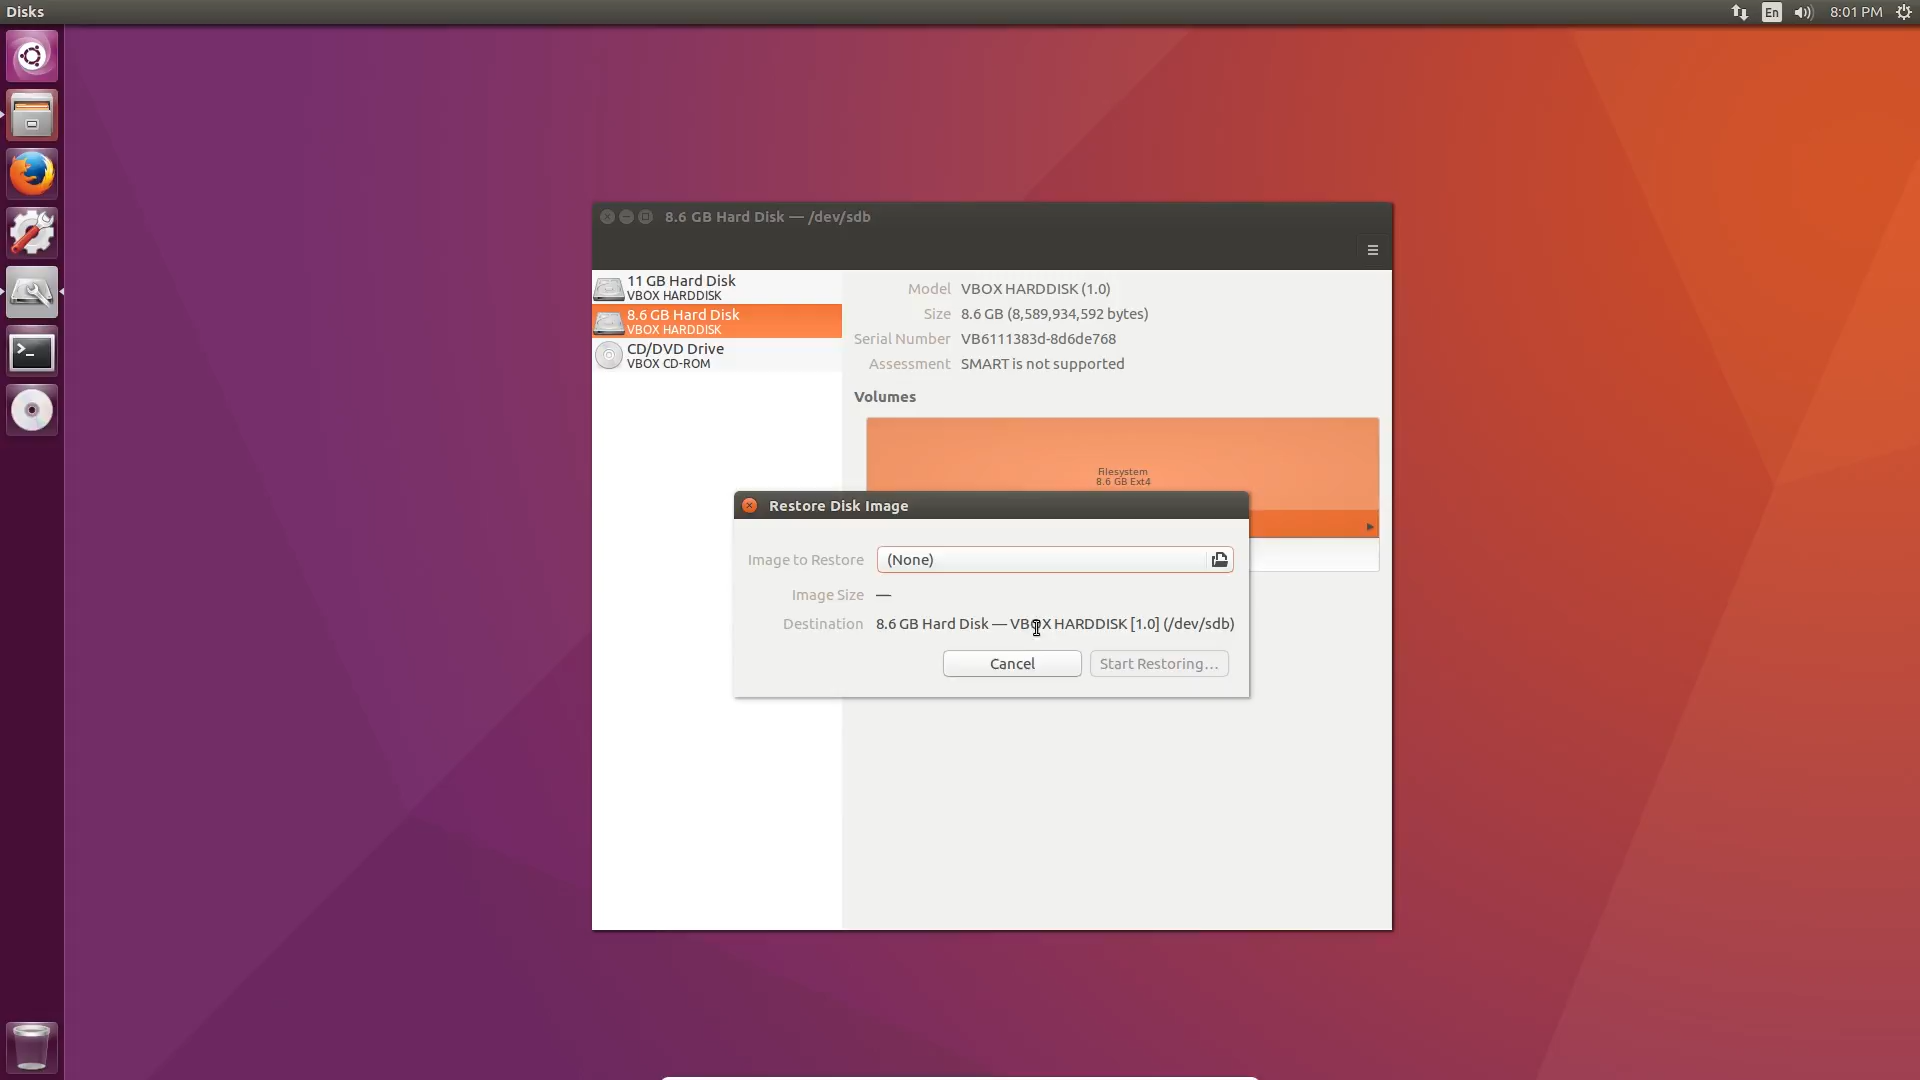 Disks
En
8:01 PM
8.6 GB Hard Disk — /dev/sdb
11 GB Hard Disk
VBOX HARDDISK
8.6 GB Hard Disk
VBOX HARDDISK
CD/DVD Drive
VBOX CD-ROM
Model VBOX HARDDISK (1.0)
Size 8.6 GB (8,589,934,592 bytes)
Serial Number VB6111383d-8d6de768
Assessment SMART is not supported
Volumes
Filesystem
8.6 GB Ext4
Restore Disk Image
Image to Restore (None)
Image Size —
Destination 8.6 GB Hard Disk — VBOX HARDDISK [1.0] (/dev/sdb)
Cancel Start Restoring…